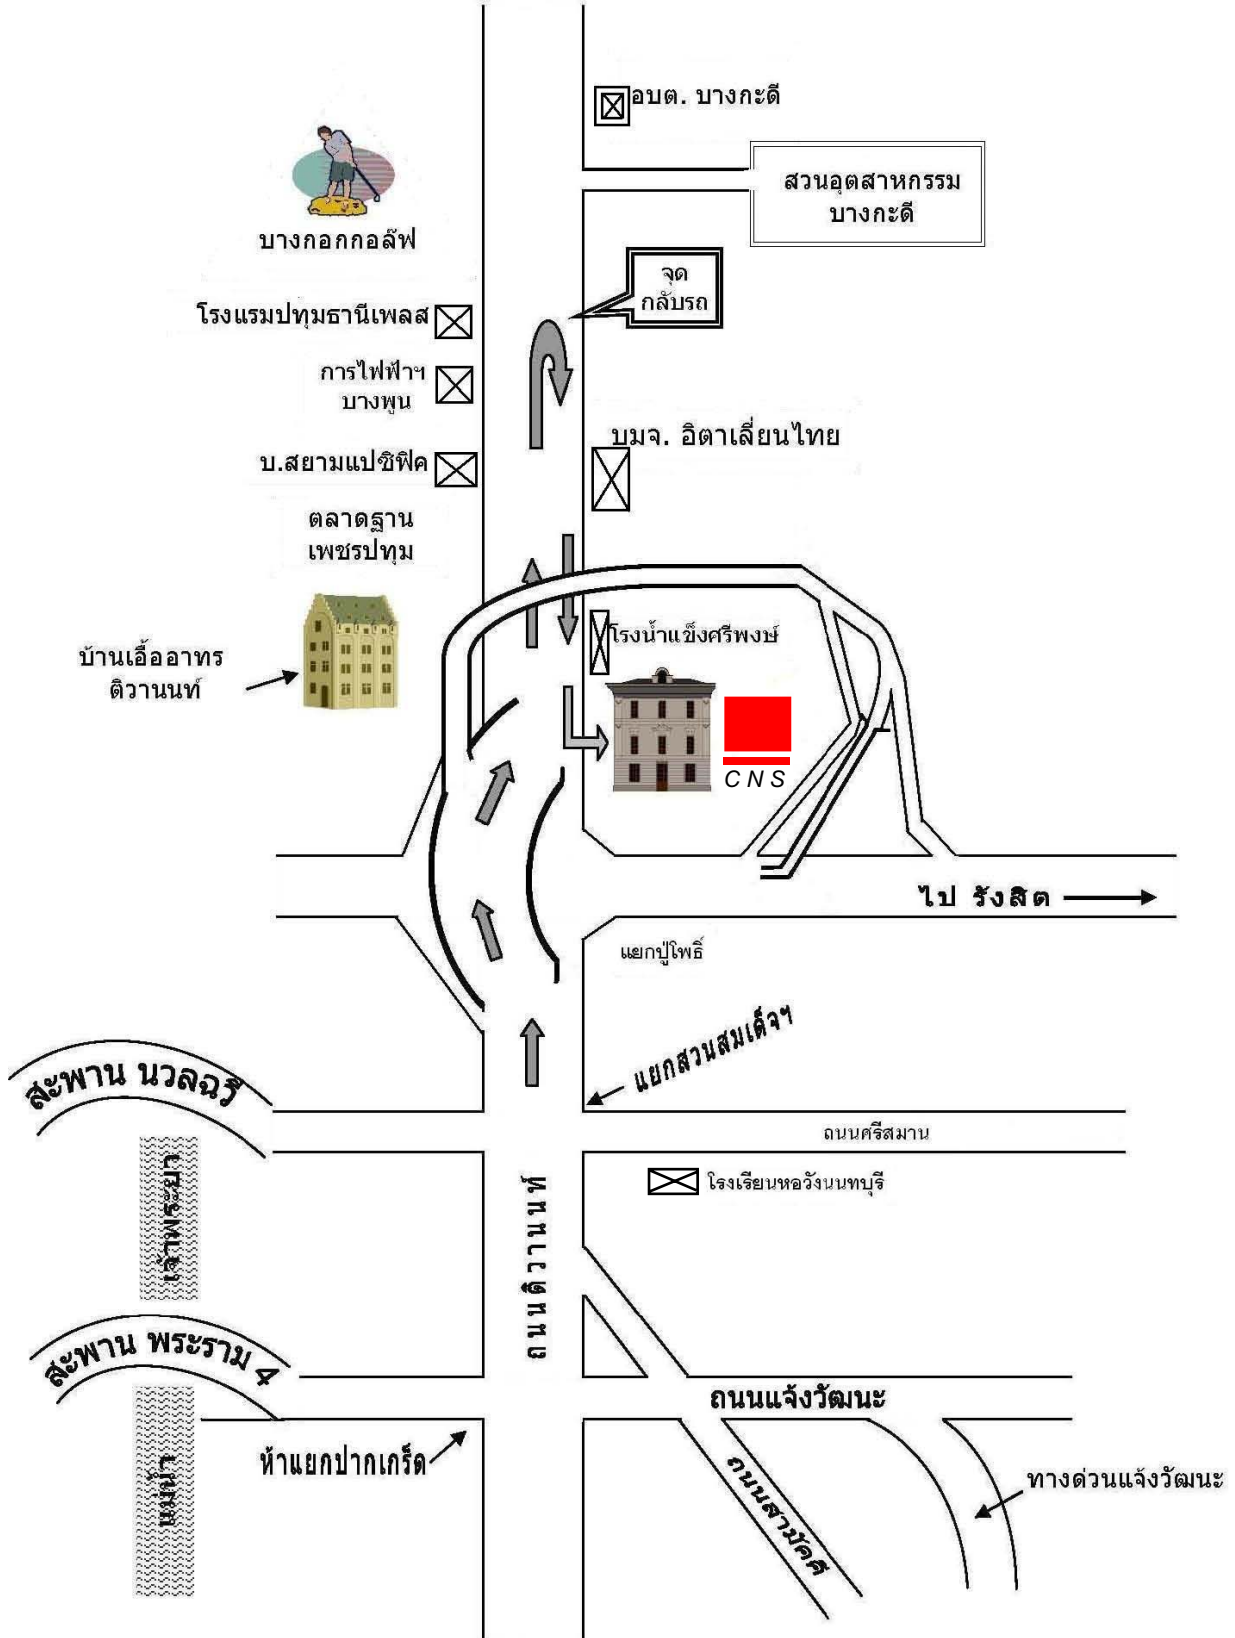 อบต. บางกะดี
สวนอุตสาหกรรม
บางกะดี
บางกอกกอล๊ฟ
จุด
กลับรถ
โรงแรมปทุมธานีเพลส
การไฟฟ้าฯ
บางพูน
บมจ. อิตาเลี่ยนไทย
บ.สยามแปซิฟิค
ตลาดฐาน
เพชรปทุม
โรงน้ำแข็งศรีพงษ์
บ้านเอื้ออาทร
ติวานนท์
CNS
ไป รังสิต
แยกปู่โพธิ์
แยกสวนสมเด็จฯ
สะพาน นวลฉวี
ถนนศรีสมาน
โรงเรียนหอวังนนทบุรี
เจ้าพระยา
ถนนติวานนท์
สะพาน พระราม 4
ถนนแจ้งวัฒนะ
ห้าแยกปากเกร็ด
แม่น้ำ
ถนนสามัคคี
ทางด่วนแจ้งวัฒนะ